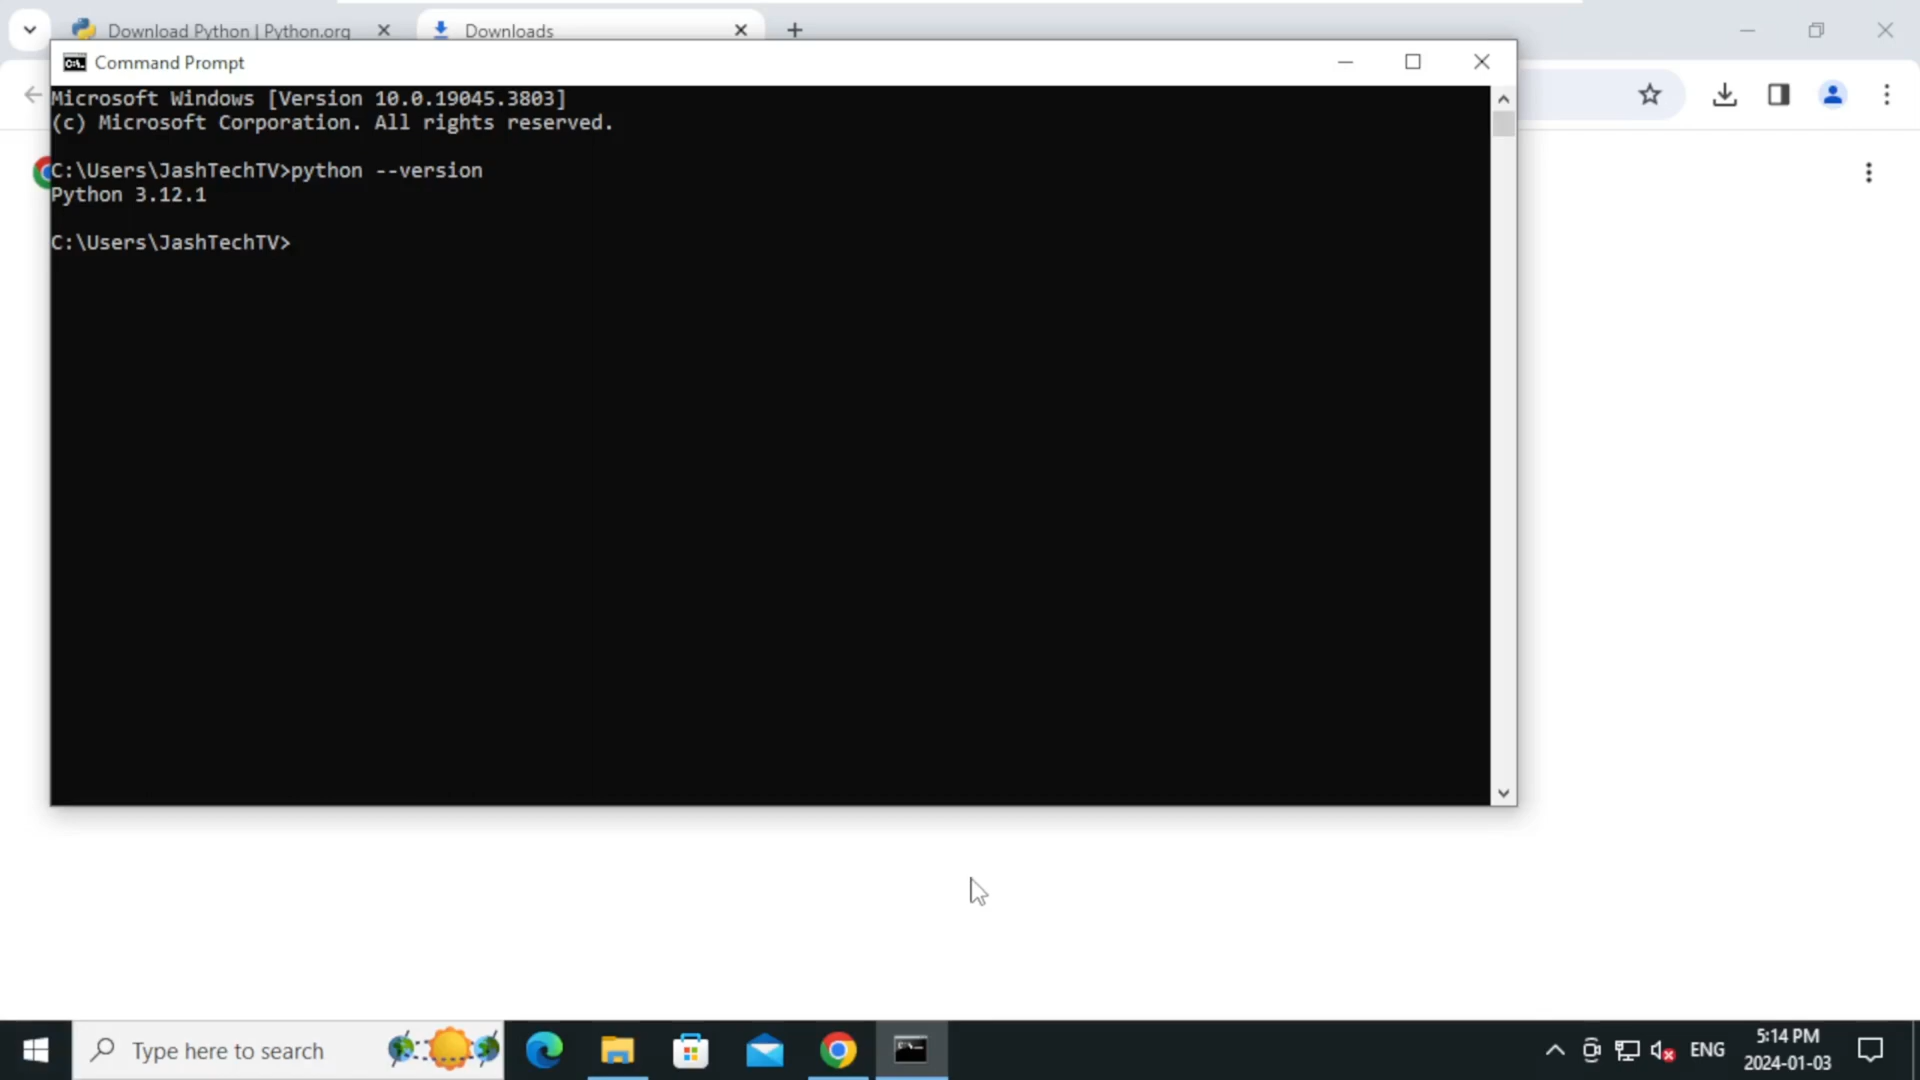 Download Python | Python.org
Downloads
Command Prompt
Microsoft Windows [Version 10.0.19045.3803]
(c) Microsoft Corporation. All rights reserved.
C:\Users\JashTechTV>python --version
Python 3.12.1
C:\Users\JashTechTV>
Type here to search
ENG
5:14 PM
2024-01-03